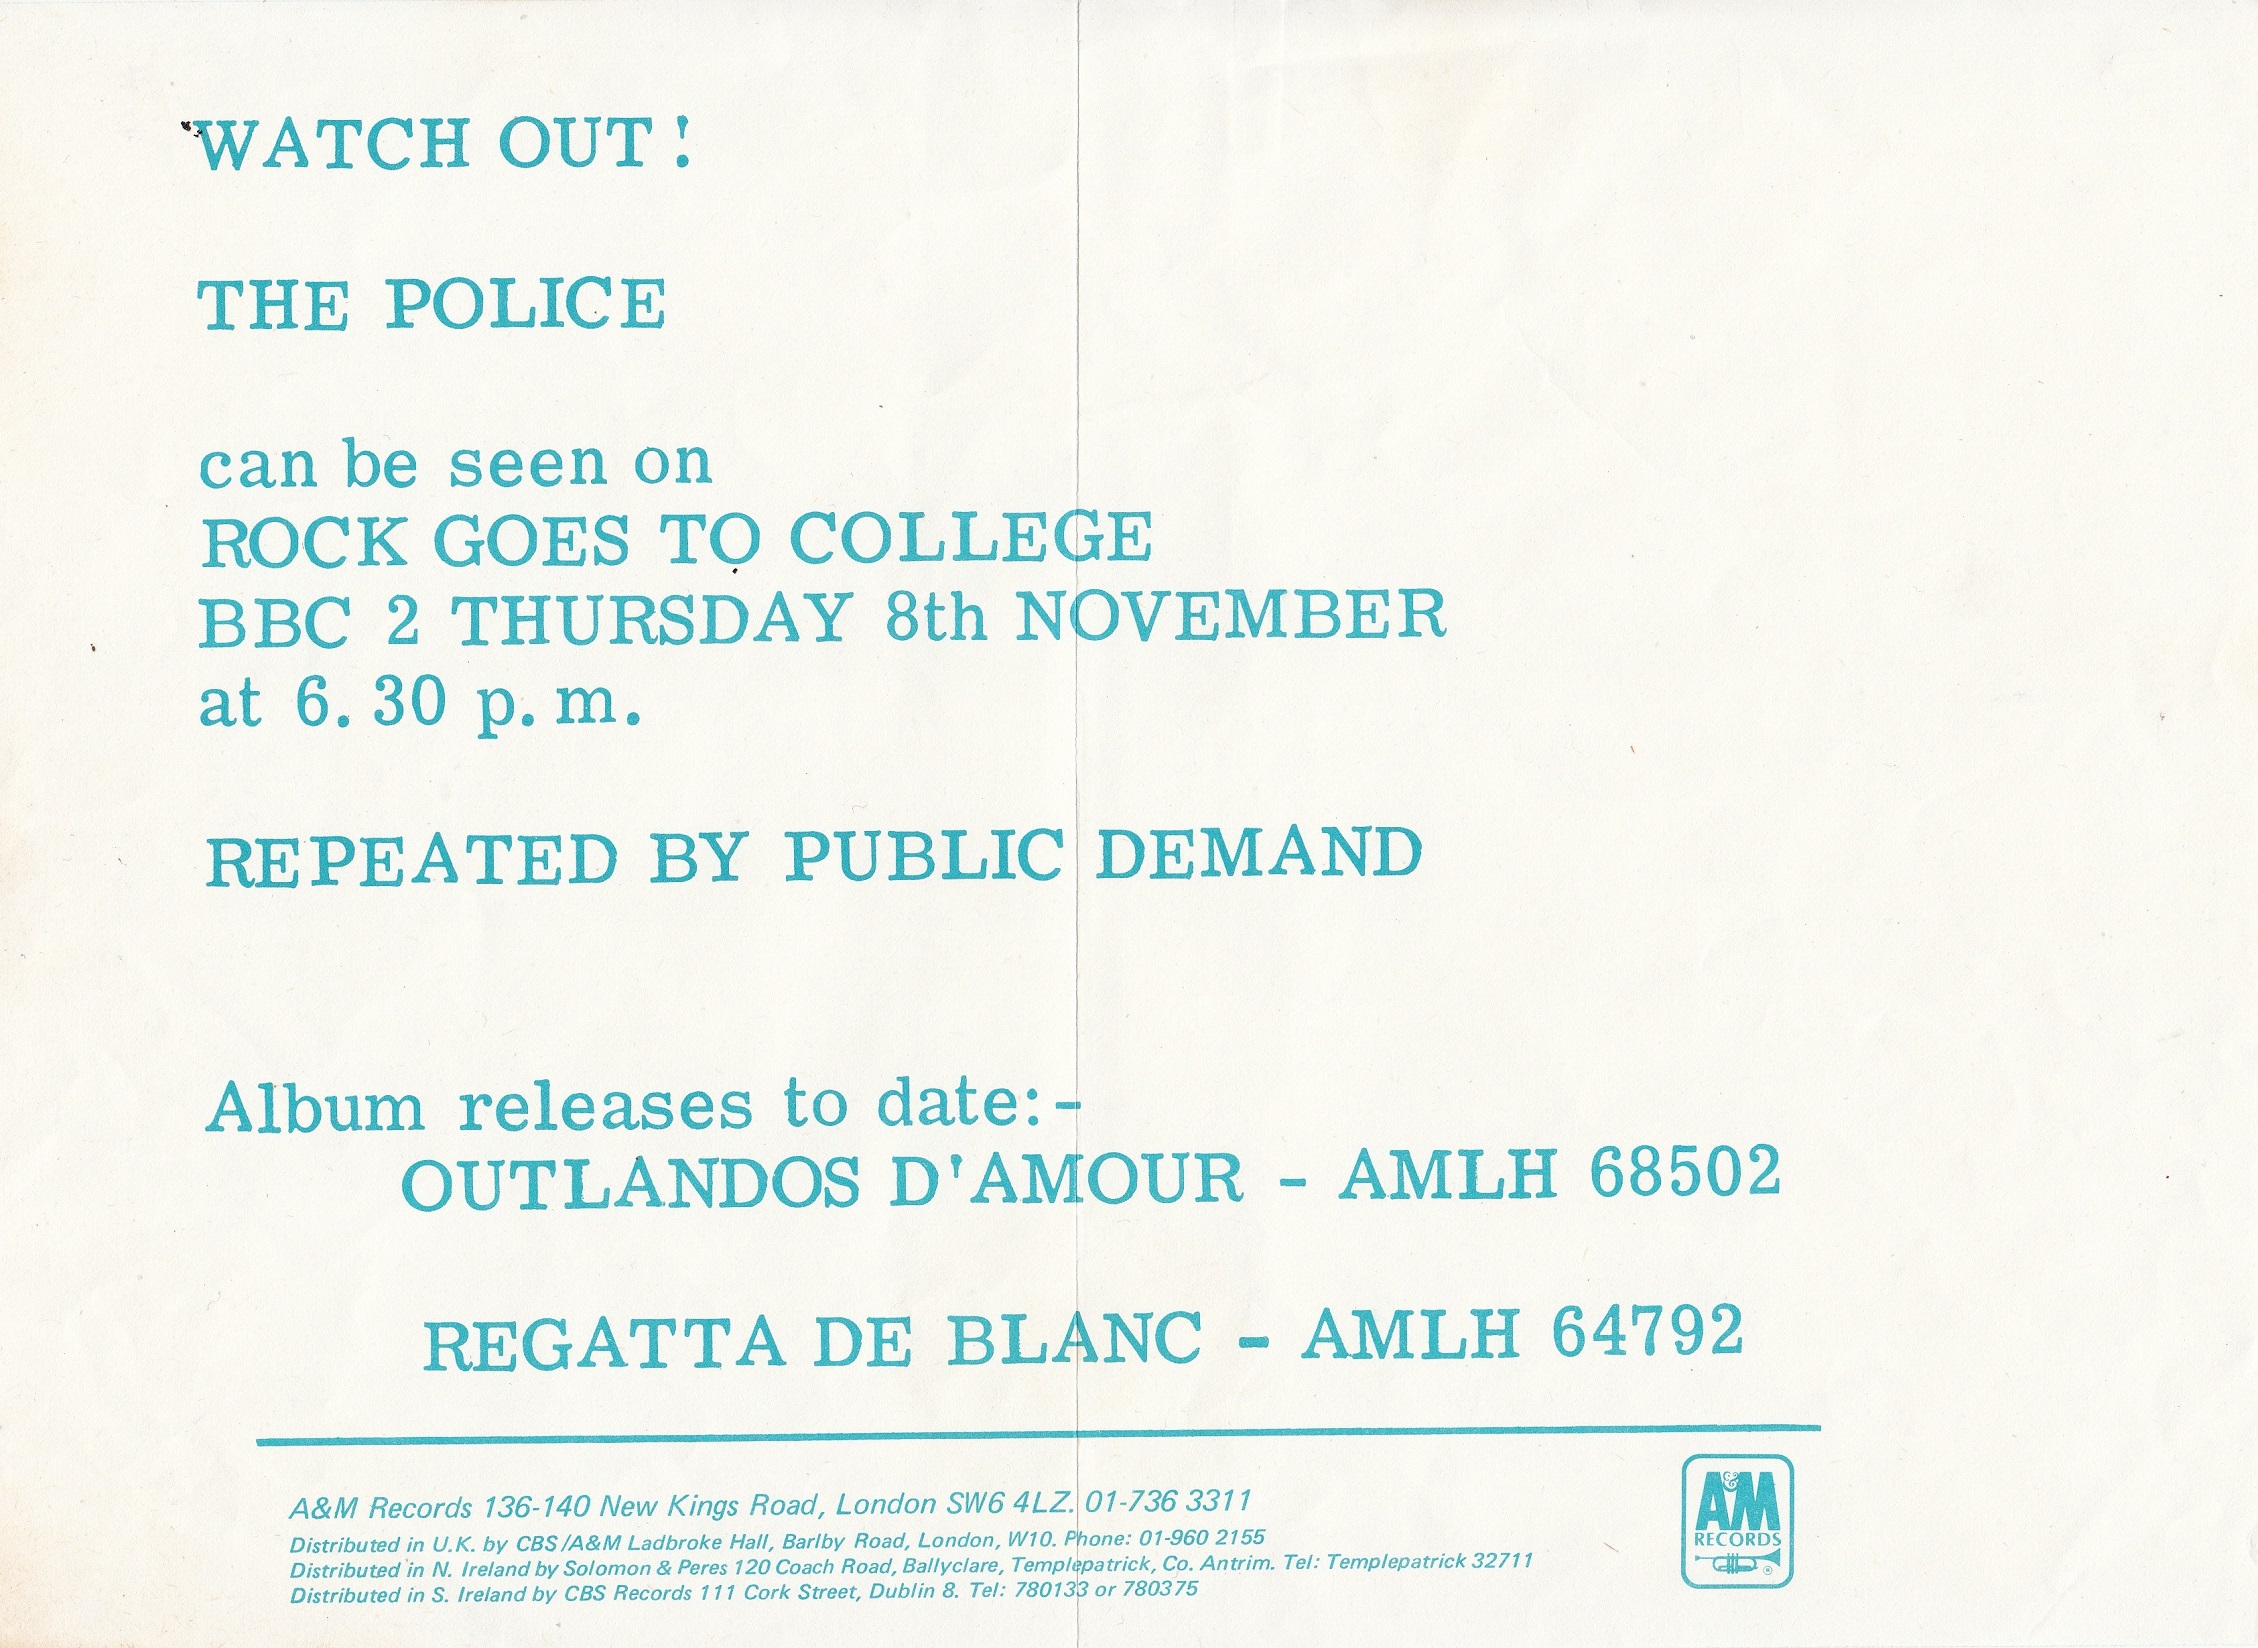 WATCH OUT!
THE POLICE
can be seen on
ROCK GOES TO COLLEGE
BBC 2 THURSDAY 8th NOVEMBER
at 6.30 p.m.
REPEATED BY PUBLIC DEMAND
Album releases to date:-
OUTLANDOS D'AMOUR - AMLH 68502
REGATTA DE BLANC - AMLH 64792
A&M Records 136-140 New Kings Road, London SW6 4LZ. 01-736 3311
Distributed in U.K. by CBS/A&M Ladbroke Hall, Barlby Road, London, W10. Phone: 01-960 2155
Distributed in N. Ireland by Solomon & Peres 120 Coach Road, Ballyclare, Templepatrick, Co. Antrim. Tel: Templepatrick 32711
Distributed in S. Ireland by CBS Records 111 Cork Street, Dublin 8. Tel: 780133 or 780375
A&M
RECORDS
®